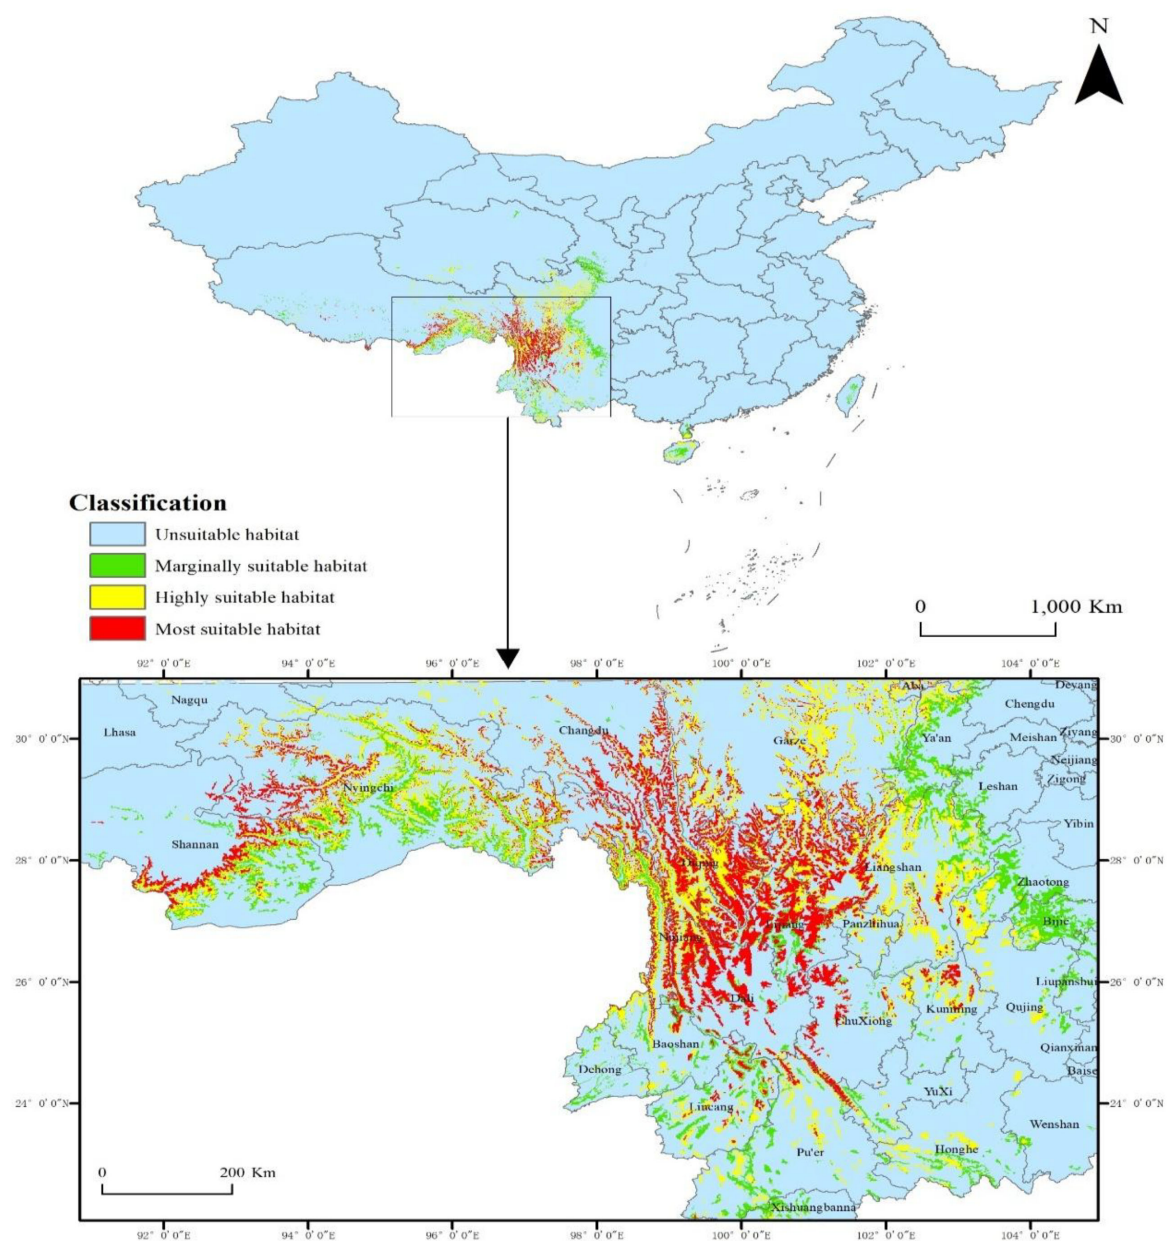 N
Classification
Unsuitable habitat
Marginally suitable habitat
Highly suitable habitat
Most suitable habitat
0 1,000 Km
92° 0′0″E 94° 0′0″E 96° 0′0″E 98° 0′0″E 100° 0′0″E 102° 0′0″E 104° 0′0″E
Nagqu
Aba
Deyang
Chengdu
Lhasa
Changdu
Garze
Ya'an
Meishan
Ziyang
30° 0′0″N
30° 0′0″N
Neijiang
Zigong
Nyingchi
Leshan
Yibin
Shannan
28° 0′0″N
Diqing
Liangshan
28° 0′0″N
Zhaotong
Nujiang
Lijiang
Panzhihua
Bijie
26° 0′0″N
Liupanshui
26° 0′0″N
Dali
ChuXiong
Kunming
Qujing
Baoshan
Qianxinan
Dehong
Baise
YuXi
24° 0′0″N
Lincang
24° 0′0″N
Wenshan
Pu'er
Honghe
0 200 Km
Xishuangbanna
92° 0′0″E 94° 0′0″E 96° 0′0″E 98° 0′0″E 100° 0′0″E 102° 0′0″E 104° 0′0″E